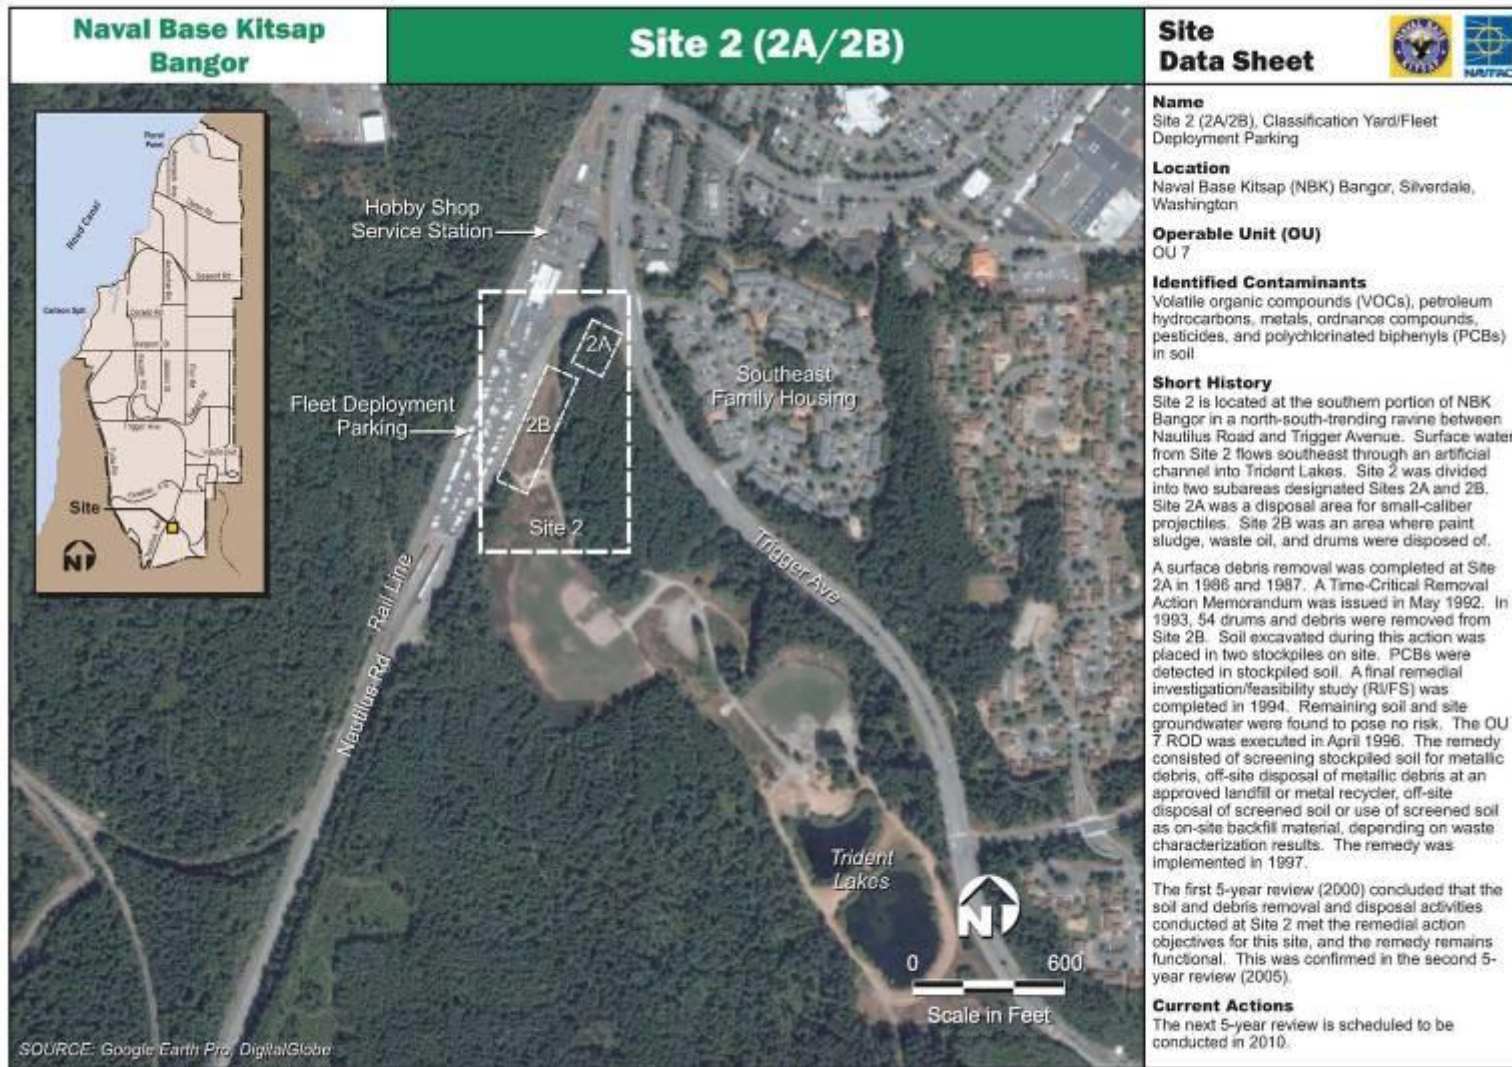 Naval Base Kitsap
Bangor
Site 2 (2A/2B)
Site
Data Sheet
NAVAL BASE
KITSAP
NAVFAC
Hood Canal
Trigger Ave
Site
N
Hobby Shop
Service Station
Fleet Deployment
Parking
2A
2B
Site 2
Southeast
Family Housing
Rail Line
Nautilus Rd
Trigger Ave
Trident
Lakes
N
0 600
Scale in Feet
SOURCE: Google Earth Pro, DigitalGlobe
Name
Site 2 (2A/2B), Classification Yard/Fleet
Deployment Parking
Location
Naval Base Kitsap (NBK) Bangor, Silverdale,
Washington
Operable Unit (OU)
OU 7
Identified Contaminants
Volatile organic compounds (VOCs), petroleum
hydrocarbons, metals, ordnance compounds,
pesticides, and polychlorinated biphenyls (PCBs)
in soil
Short History
Site 2 is located at the southern portion of NBK
Bangor in a north-south-trending ravine between
Nautilus Road and Trigger Avenue. Surface water
from Site 2 flows southeast through an artificial
channel into Trident Lakes. Site 2 was divided
into two subareas designated Sites 2A and 2B.
Site 2A was a disposal area for small-caliber
projectiles. Site 2B was an area where paint
sludge, waste oil, and drums were disposed of.
A surface debris removal was completed at Site
2A in 1986 and 1987. A Time-Critical Removal
Action Memorandum was issued in May 1992. In
1993, 54 drums and debris were removed from
Site 2B. Soil excavated during this action was
placed in two stockpiles on site. PCBs were
detected in stockpiled soil. A final remedial
investigation/feasibility study (RI/FS) was
completed in 1994. Remaining soil and site
groundwater were found to pose no risk. The OU
7 ROD was executed in April 1996. The remedy
consisted of screening stockpiled soil for metallic
debris, off-site disposal of metallic debris at an
approved landfill or metal recycler, off-site
disposal of screened soil or use of screened soil
as on-site backfill material, depending on waste
characterization results. The remedy was
implemented in 1997.
The first 5-year review (2000) concluded that the
soil and debris removal and disposal activities
conducted at Site 2 met the remedial action
objectives for this site, and the remedy remains
functional. This was confirmed in the second 5-
year review (2005).
Current Actions
The next 5-year review is scheduled to be
conducted in 2010.